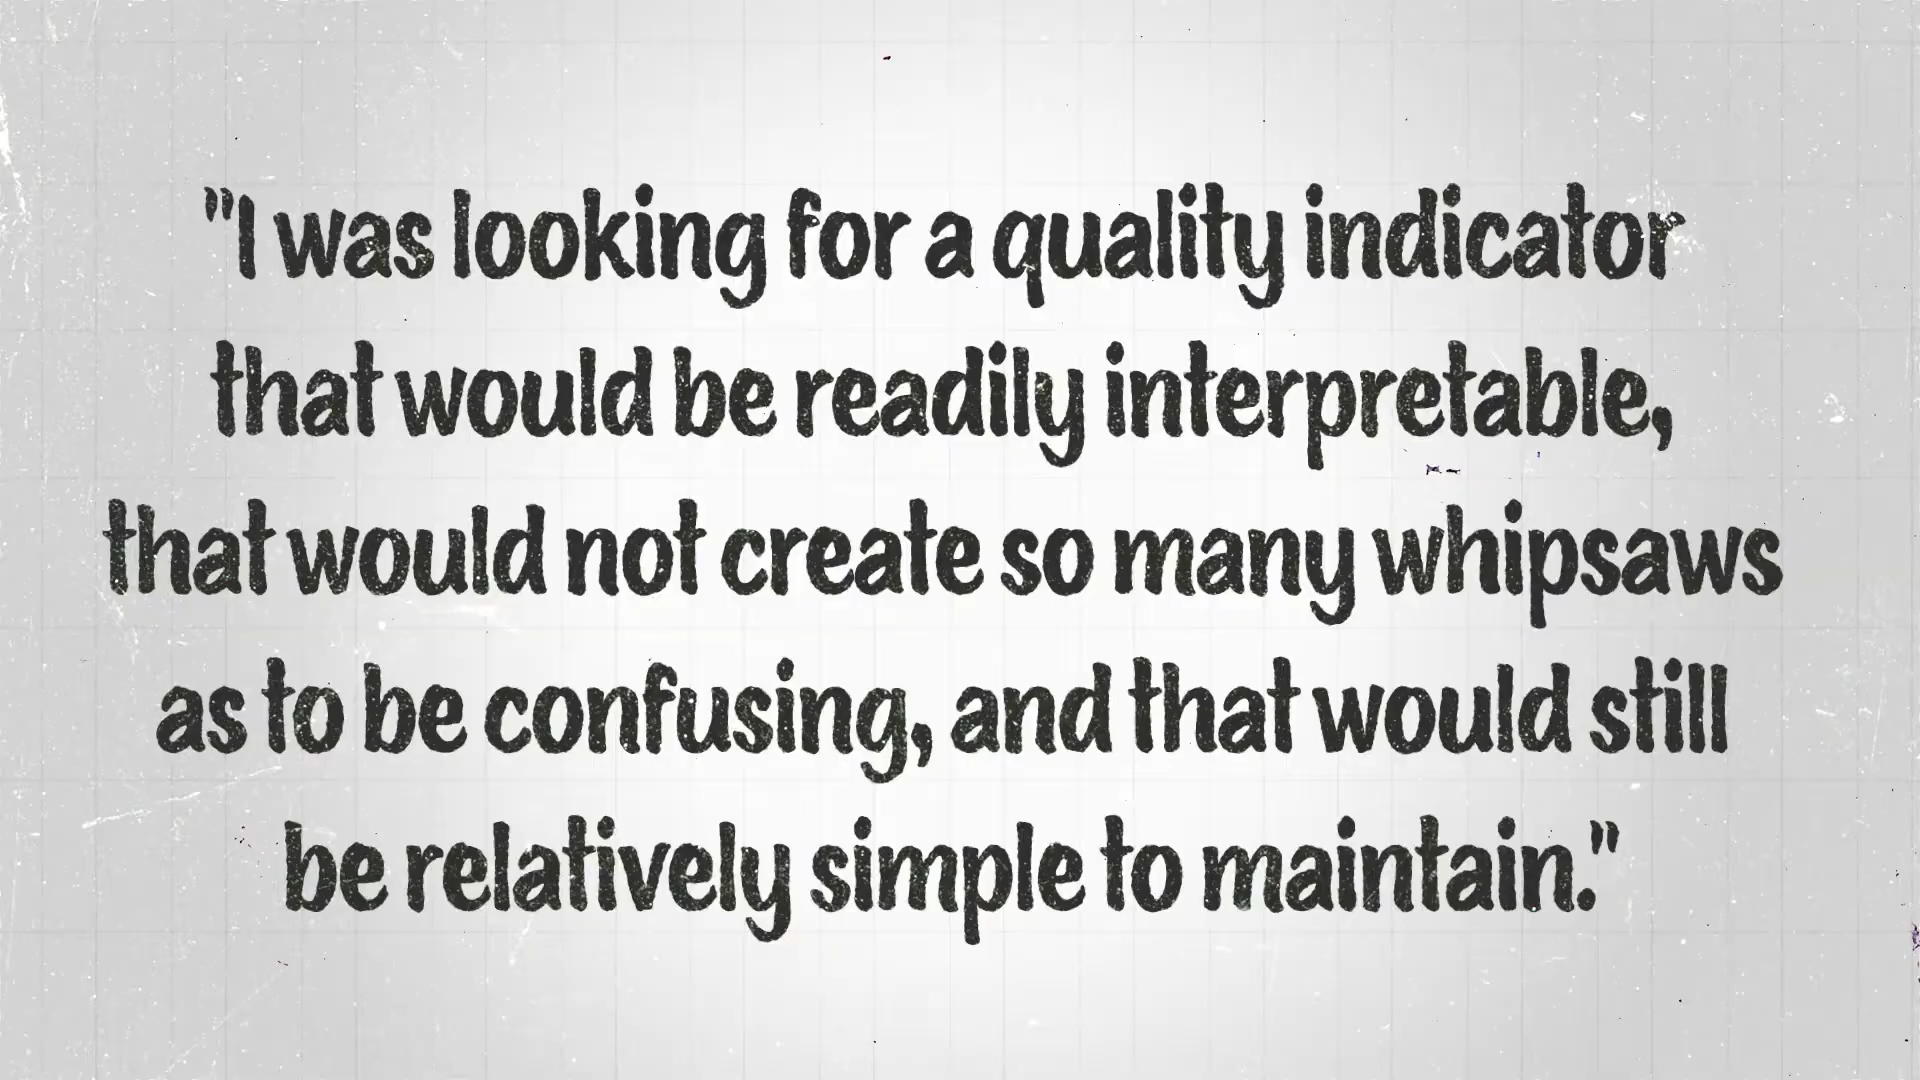 "I was looking for a quality indicator
that would be readily interpretable,
that would not create so many whipsaws
as to be confusing, and that would still
be relatively simple to maintain."